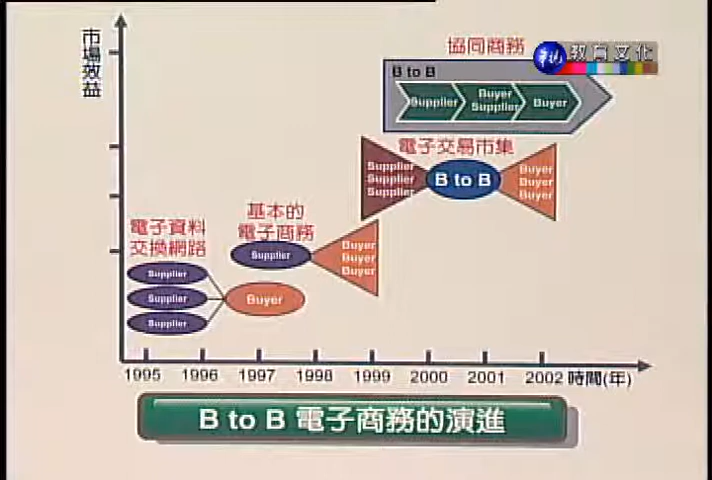 市場效益
協同商務
華視 教育文化
B to B
Supplier
Buyer
Supplier
Buyer
電子交易市集
Supplier
Supplier
Supplier
B to B
Buyer
Buyer
Buyer
基本的
電子商務
Supplier
Buyer
Buyer
Buyer
電子資料
交換網路
Supplier
Supplier
Supplier
Buyer
1995 1996 1997 1998 1999 2000 2001 2002 時間(年)
B to B 電子商務的演進